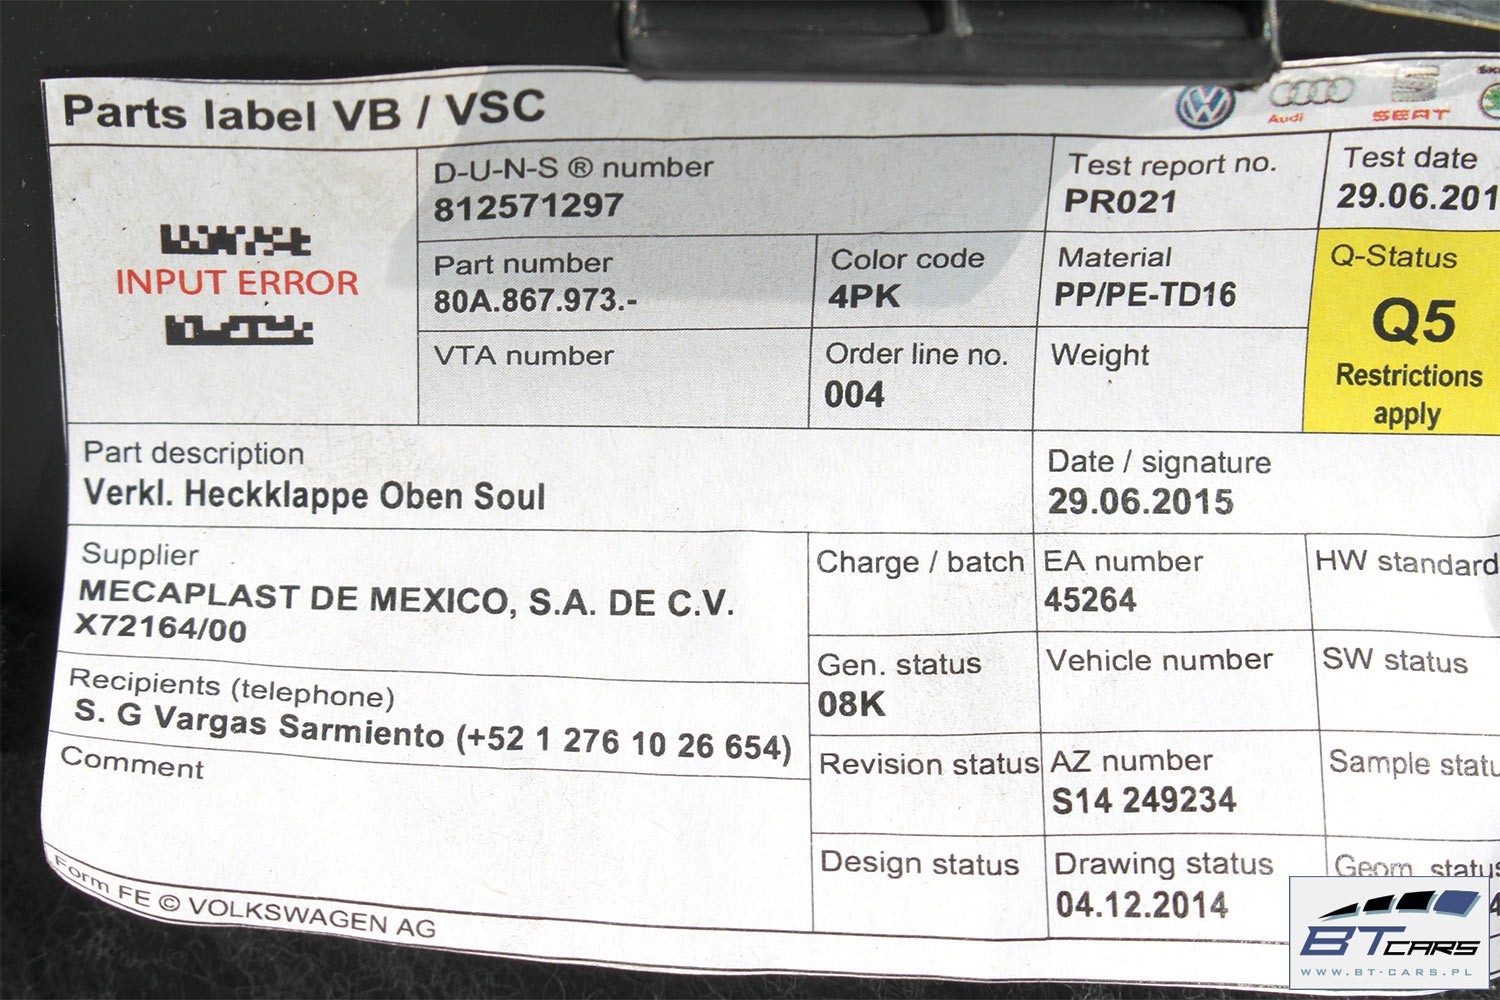 Parts label VB / VSC
Audi
SEAT
D-U-N-S ® number
812571297
Test report no.
PR021
Test date
29.06.201
INPUT ERROR
Part number
80A.867.973.-
Color code
4PK
Material
PP/PE-TD16
Q-Status
Q5
Restrictions
apply
VTA number
Order line no.
004
Weight
Part description
Verkl. Heckklappe Oben Soul
Date / signature
29.06.2015
Supplier
MECAPLAST DE MEXICO, S.A. DE C.V.
X72164/00
Charge / batch
EA number
45264
HW standard
Recipients (telephone)
S. G Vargas Sarmiento (+52 1 276 10 26 654)
Gen. status
08K
Vehicle number
SW status
Comment
Revision status
AZ number
S14 249234
Sample statu
Design status
Drawing status
04.12.2014
Geom. status
Form FE © VOLKSWAGEN AG
BTCARS
WWW.BT-CARS.PL